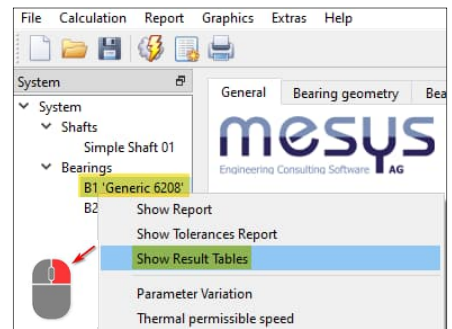 File Calculation Report Graphics Extras Help
System
General Bearing geometry Bea
System
Shafts
Simple Shaft 01
Bearings
B1 'Generic 6208'
B2
mesys
Engineering Consulting Software AG
Show Report
Show Tolerances Report
Show Result Tables
Parameter Variation
Thermal permissible speed